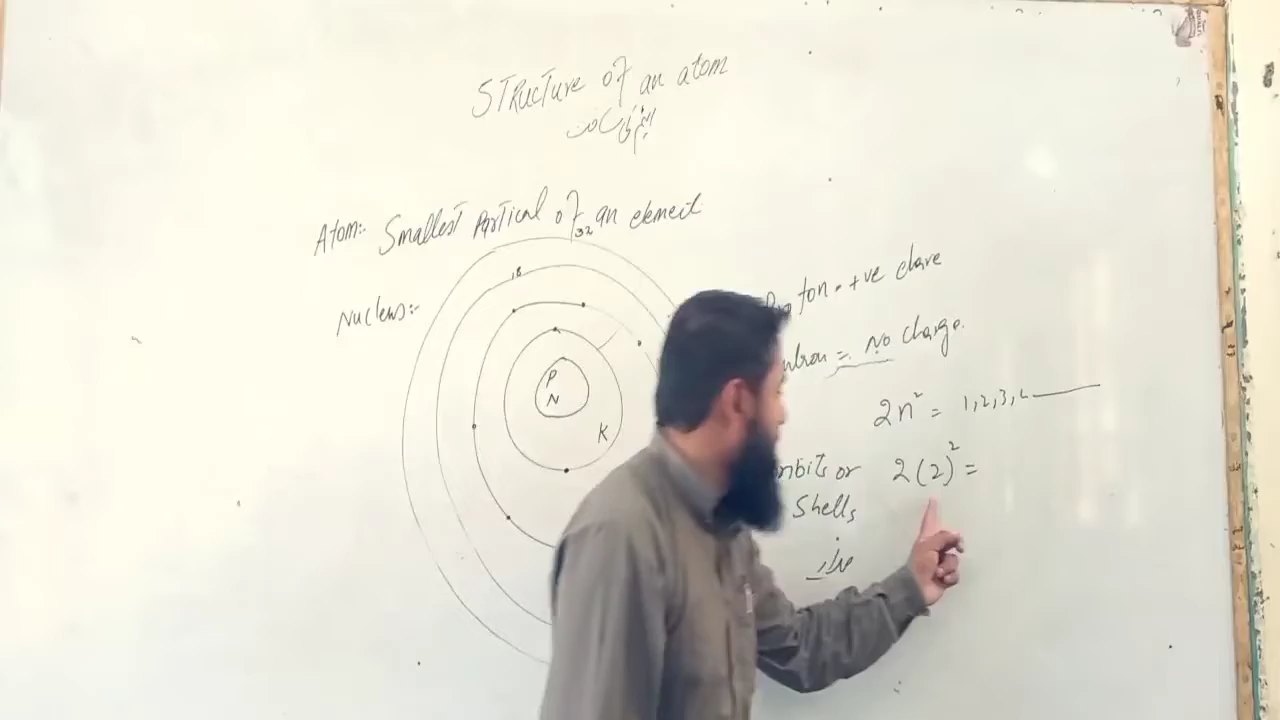 Structure of an atom
ایٹم کی ساخت
Atom:- Smallest Partical of an element
32
18
Nucleus:-
P
N
K
ton + +ve
= No charge.
2n² = 1,2,3,4
orbits or
Shells
مدار
2(2)² =